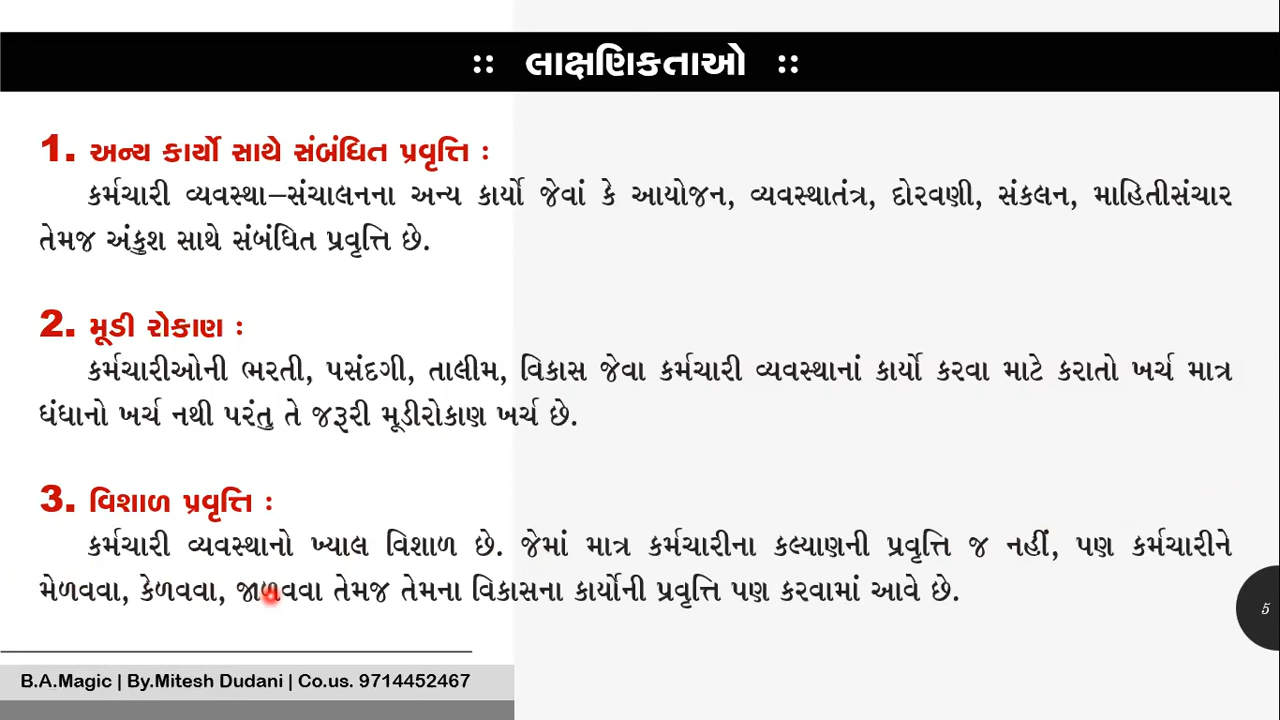 :: લાક્ષણિકતાઓ ::
1. અન્ય કાર્યો સાથે સંબંધિત પ્રવૃત્તિ :
કર્મચારી વ્યવસ્થા–સંચાલનના અન્ય કાર્યો જેવાં કે આયોજન, વ્યવસ્થાતંત્ર, દોરવણી, સંકલન, માહિતીસંચાર
તેમજ અંકુશ સાથે સંબંધિત પ્રવૃત્તિ છે.
2. મૂડી રોકાણ :
કર્મચારીઓની ભરતી, પસંદગી, તાલીમ, વિકાસ જેવા કર્મચારી વ્યવસ્થાનાં કાર્યો કરવા માટે કરાતો ખર્ચ માત્ર
ધંધાનો ખર્ચ નથી પરંતુ તે જરૂરી મૂડીરોકાણ ખર્ચ છે.
3. વિશાળ પ્રવૃત્તિ :
કર્મચારી વ્યવસ્થાનો ખ્યાલ વિશાળ છે. જેમાં માત્ર કર્મચારીના કલ્યાણની પ્રવૃત્તિ જ નહીં, પણ કર્મચારીને
મેળવવા, કેળવવા, જાળવવા તેમજ તેમના વિકાસના કાર્યોની પ્રવૃત્તિ પણ કરવામાં આવે છે.
5
B.A.Magic | By.Mitesh Dudani | Co.us. 9714452467